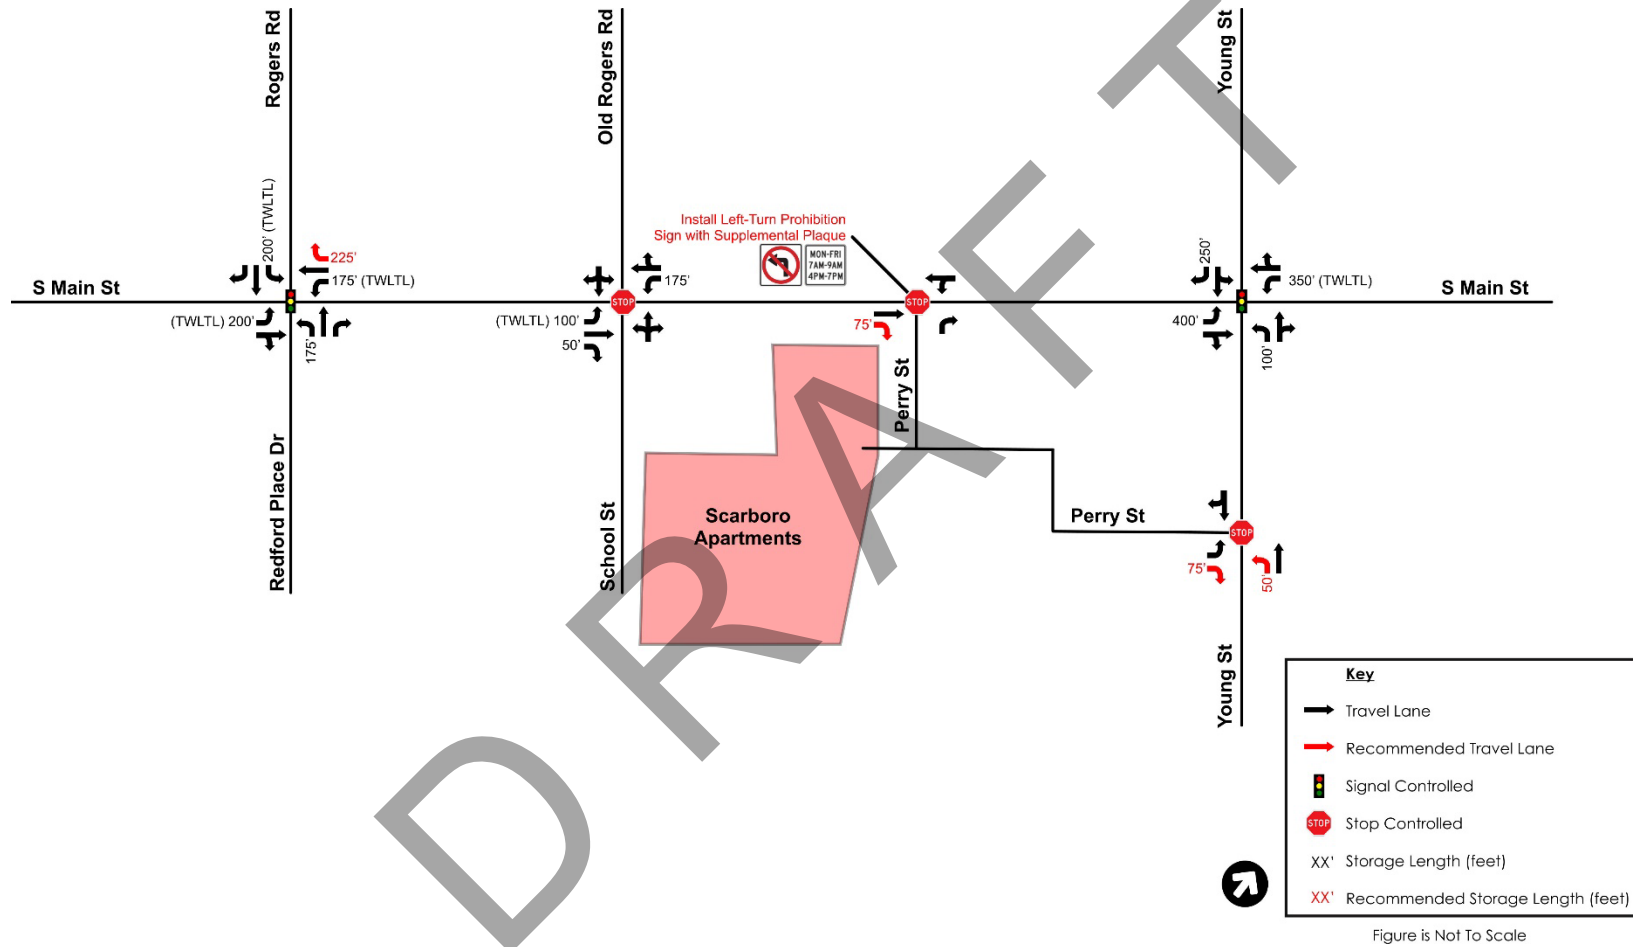 Rogers Rd
Old Rogers Rd
Young St
200' (TWLTL)
225'
175' (TWLTL)
S Main St
(TWLTL) 200'
175'
Redford Place Dr
175'
(TWLTL) 100'
50'
STOP
School St
Install Left-Turn Prohibition
Sign with Supplemental Plaque
MON-FRI
7AM-9AM
4PM-7PM
STOP
75'
Perry St
250'
350' (TWLTL)
S Main St
400'
100'
Scarboro
Apartments
Perry St
STOP
75'
50'
Young St
DRAFT
Key
Travel Lane
Recommended Travel Lane
Signal Controlled
STOP
Stop Controlled
XX' Storage Length (feet)
XX' Recommended Storage Length (feet)
Figure is Not To Scale